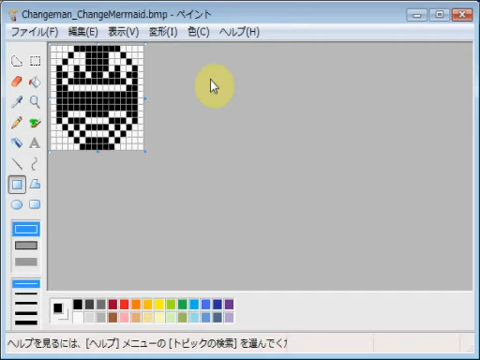 Changeman_ChangeMermaid.bmp - ペイント
ファイル(F) 編集(E) 表示(V) 変形(I) 色(C) ヘルプ(H)
A
ヘルプを見るには、[ヘルプ] メニューの [トピックの検索] を選んでくだ